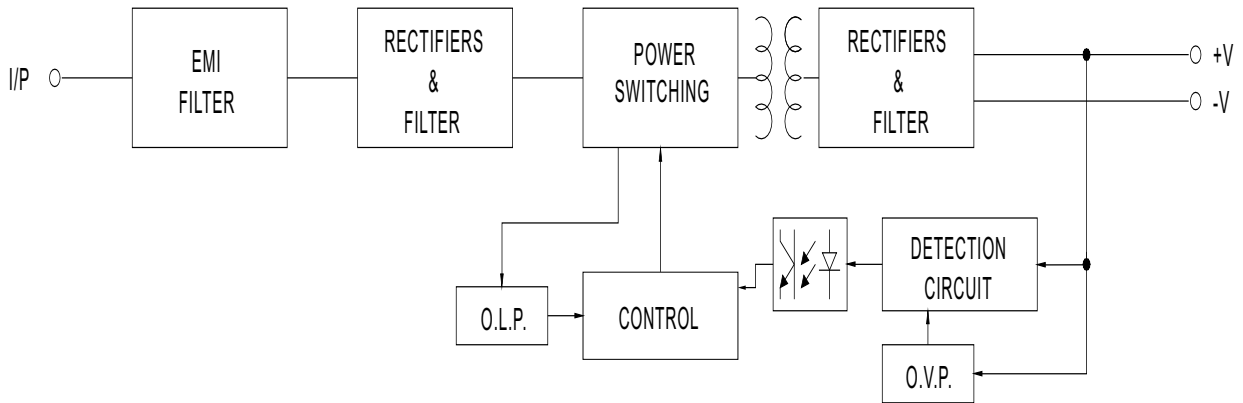 I/P
EMI
FILTER
RECTIFIERS
&
FILTER
POWER
SWITCHING
RECTIFIERS
&
FILTER
+V
-V
O.L.P.
CONTROL
DETECTION
CIRCUIT
O.V.P.